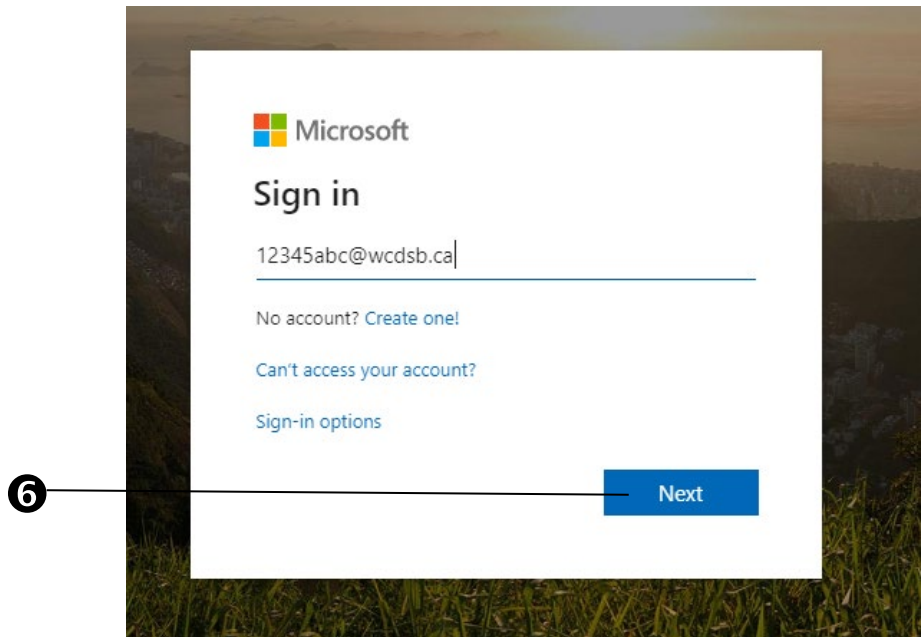 Microsoft
Sign in
12345abc@wcdsb.ca
No account? Create one!
Can't access your account?
Sign-in options
6
Next